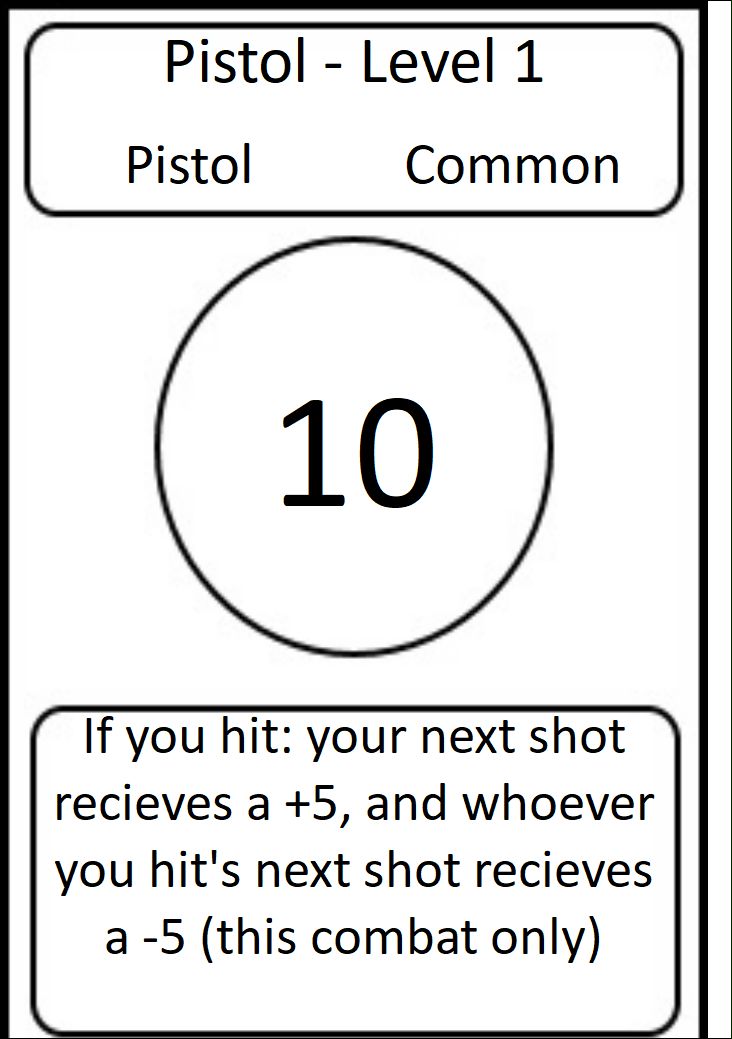 Pistol - Level 1
Pistol Common
10
If you hit: your next shot
recieves a +5, and whoever
you hit's next shot recieves
a -5 (this combat only)